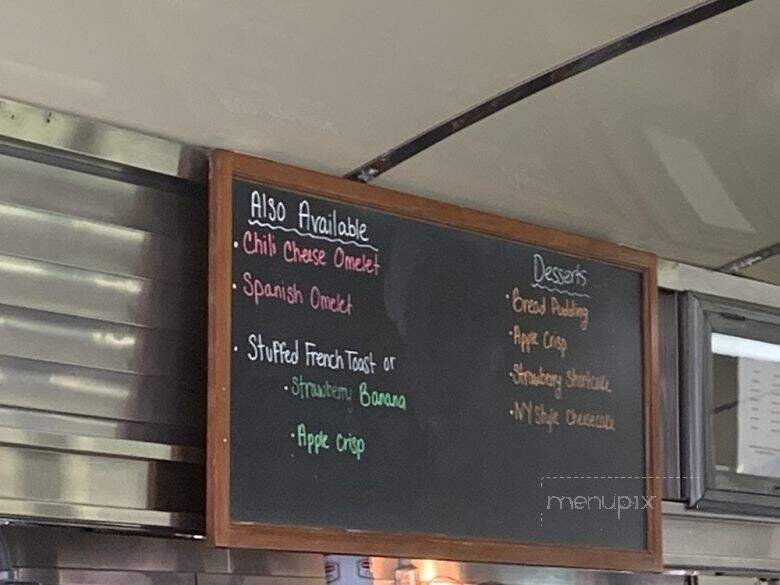 Also Available
• Chili Cheese Omelet
• Spanish Omelet
• Stuffed French Toast or
• Strawberry Banana
• Apple Crisp
Desserts
• Bread Pudding
• Apple Crisp
• Strawberry Shortcake
• NY Style Cheesecake
menupix